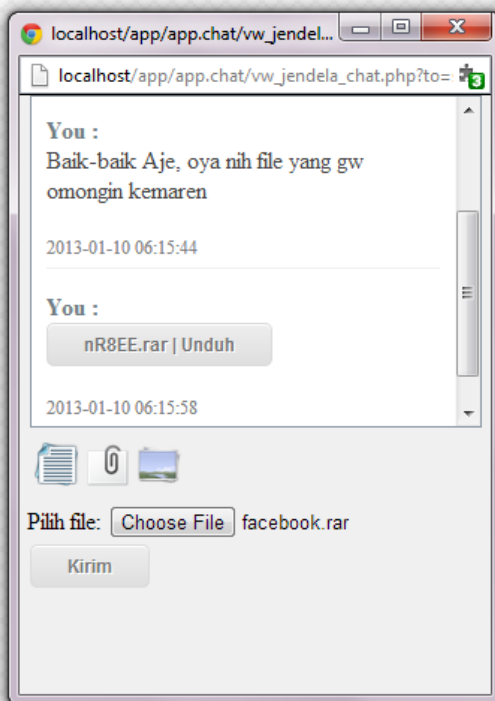 localhost/app/app.chat/vw_jendel...
localhost/app/app.chat/vw_jendela_chat.php?to=
3
You :
Baik-baik Aje, oya nih file yang gw
omongin kemaren
2013-01-10 06:15:44
You :
nR8EE.rar | Unduh
2013-01-10 06:15:58
Pilih file: Choose File facebook.rar
Kirim